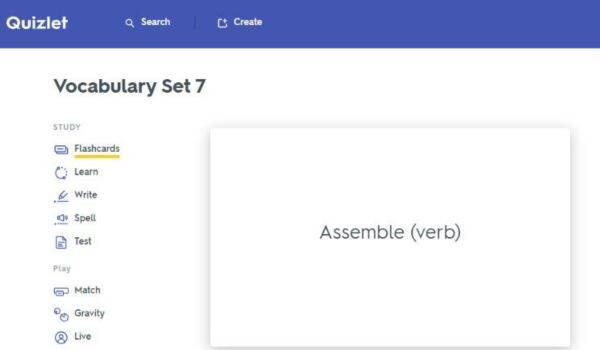 Quizlet
Search
Create
Vocabulary Set 7
STUDY
Flashcards
Learn
Write
Spell
Test
Play
Match
Gravity
Live
Assemble (verb)